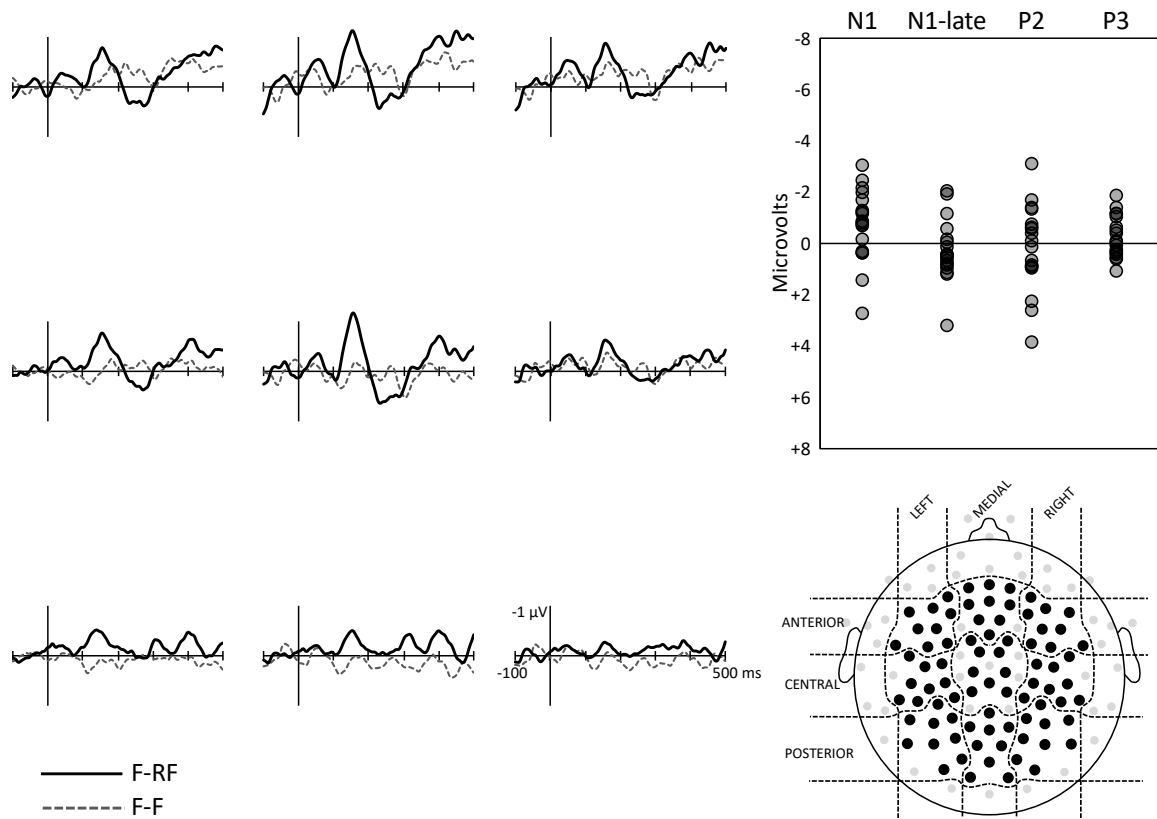 N1 N1-late P2 P3
-8
-6
-4
-2
0
+2
+4
+6
+8
Microvolts
LEFT MEDIAL RIGHT
ANTERIOR
CENTRAL
POSTERIOR
-1 µV
-100 500 ms
F-RF
F-F